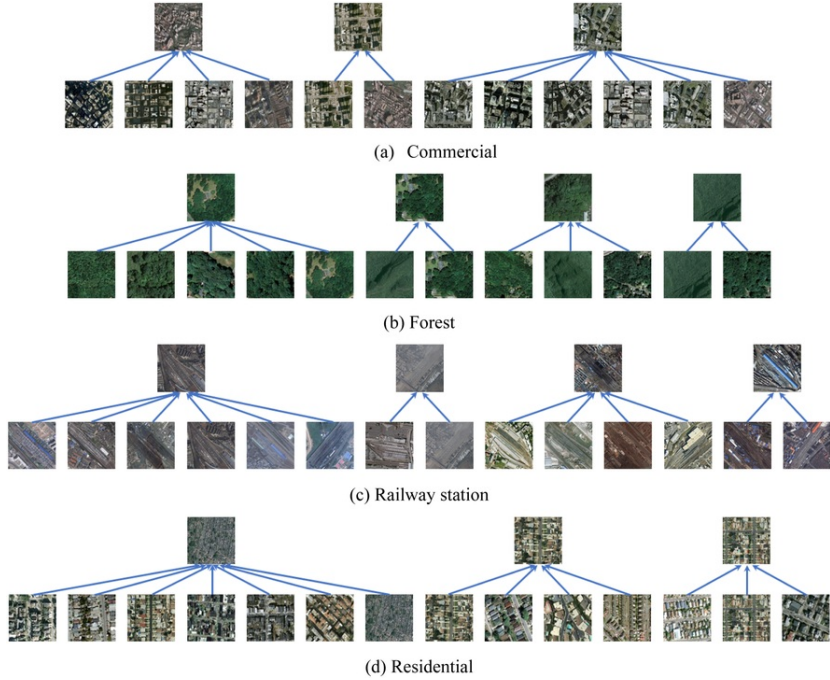 (a) Commercial
(b) Forest
(c) Railway station
(d) Residential